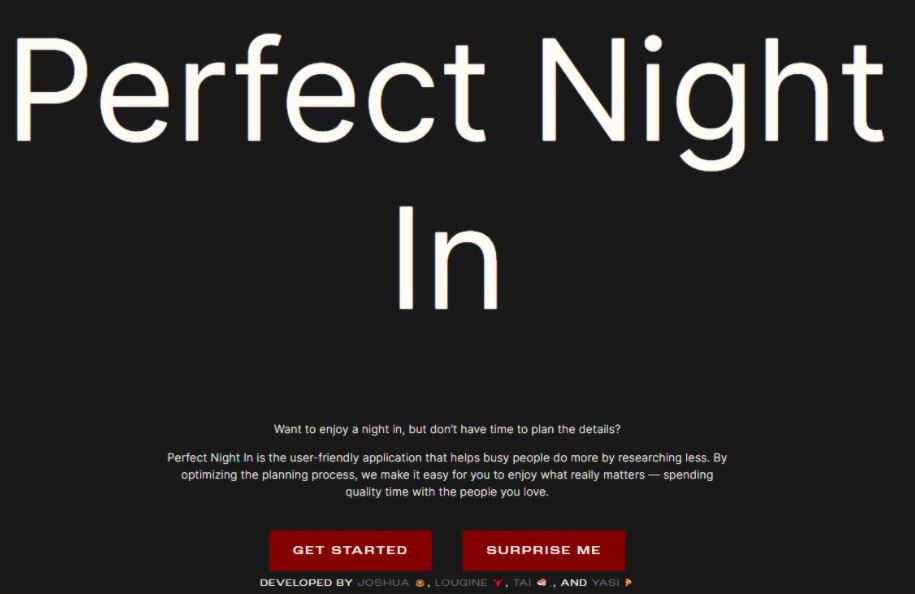 Perfect Night
In
Want to enjoy a night in, but don't have time to plan the details?
Perfect Night In is the user-friendly application that helps busy people do more by researching less. By
optimizing the planning process, we make it easy for you to enjoy what really matters — spending
quality time with the people you love.
GET STARTED
SURPRISE ME
DEVELOPED BY JOSHUA 🍩, LOUGINE 🦞, TAI 🍣., AND YASI 🍕